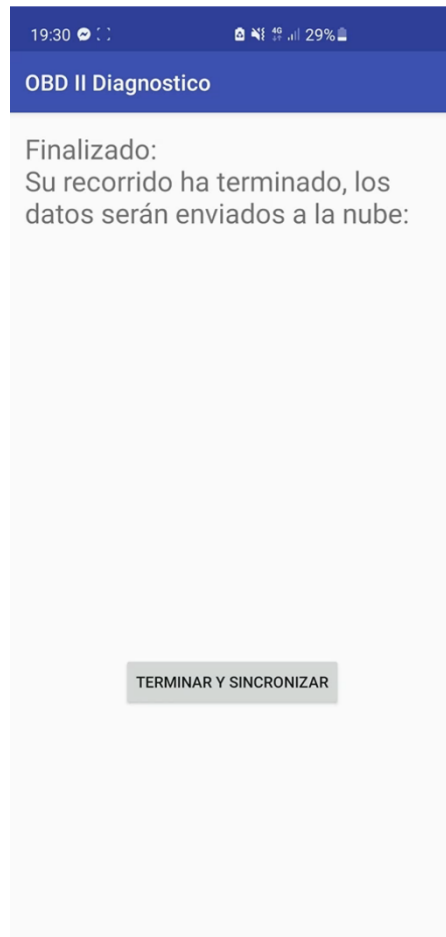 19:30 4G 29%
OBD II Diagnostico
Finalizado:
Su recorrido ha terminado, los
datos serán enviados a la nube:
TERMINAR Y SINCRONIZAR